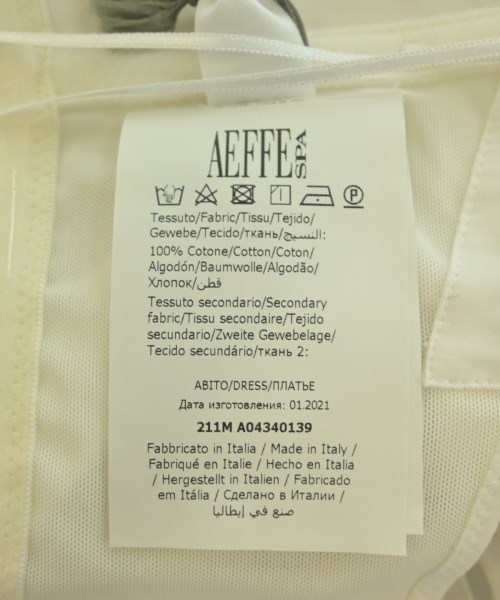 AEFFE SPA
Tessuto/Fabric/Tissu/Tejido/
Gewebe/Tecido/ткань/النسيج:
100% Cotone/Cotton/Coton/
Algodón/Baumwolle/Algodão/
Хлопок/قطن
Tessuto secondario/Secondary
fabric/Tissu secondaire/Tejido
secundario/Zweite Gewebelage/
Tecido secundário/ткань 2:
ABITO/DRESS/ПЛАТЬЕ
Дата изготовления: 01.2021
211M A04340139
Fabbricato in Italia / Made in Italy /
Fabriqué en Italie / Hecho en Italia
/ Hergestellt in Italien / Fabricado
em Itália / Сделано в Италии /
صنع في إيطاليا